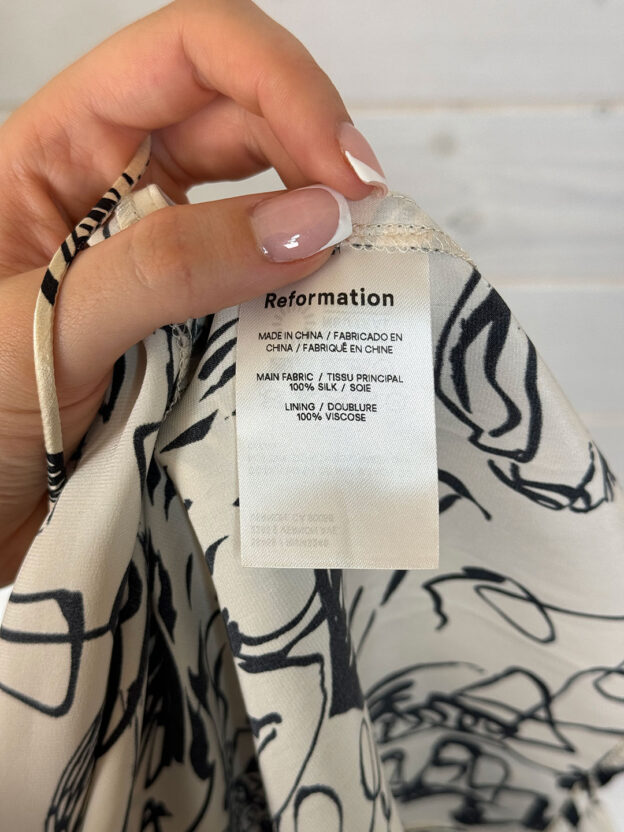 Reformation
MADE IN CHINA / FABRICADO EN
CHINA / FABRIQUÉ EN CHINE
MAIN FABRIC / TISSU PRINCIPAL
100% SILK / SOIE
LINING / DOUBLURE
100% VISCOSE